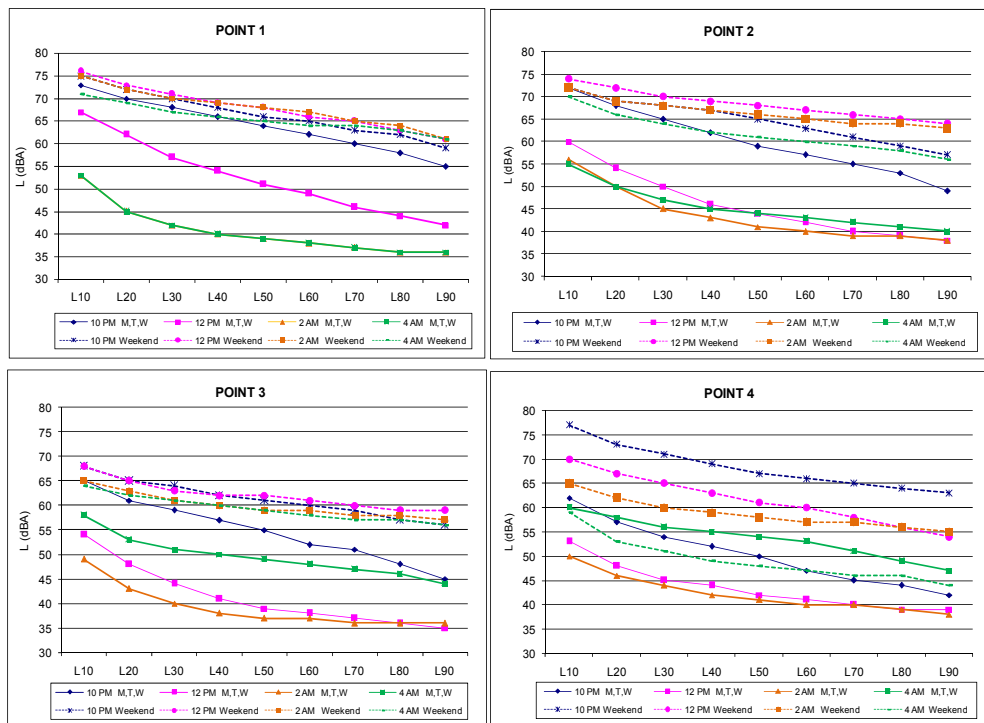 POINT 1
L (dBA)
80
75
70
65
60
55
50
45
40
35
30
L10 L20 L30 L40 L50 L60 L70 L80 L90
10 PM M,T,W 12 PM M,T,W 2 AM M,T,W 4 AM M,T,W
10 PM Weekend 12 PM Weekend 2 AM Weekend 4 AM Weekend
POINT 2
L (dBA)
80
75
70
65
60
55
50
45
40
35
30
L10 L20 L30 L40 L50 L60 L70 L80 L90
10 PM M,T,W 12 PM M,T,W 2 AM M,T,W 4 AM M,T,W
10 PM Weekend 12 PM Weekend 2 AM Weekend 4 AM Weekend
POINT 3
L (dBA)
80
75
70
65
60
55
50
45
40
35
30
L10 L20 L30 L40 L50 L60 L70 L80 L90
10 PM M,T,W 12 PM M,T,W 2 AM M,T,W 4 AM M,T,W
10 PM Weekend 12 PM Weekend 2 AM Weekend 4 AM Weekend
POINT 4
L (dBA)
80
75
70
65
60
55
50
45
40
35
30
L10 L20 L30 L40 L50 L60 L70 L80 L90
10 PM M,T,W 12 PM M,T,W 2 AM M,T,W 4 AM M,T,W
10 PM Weekend 12 PM Weekend 2 AM Weekend 4 AM Weekend